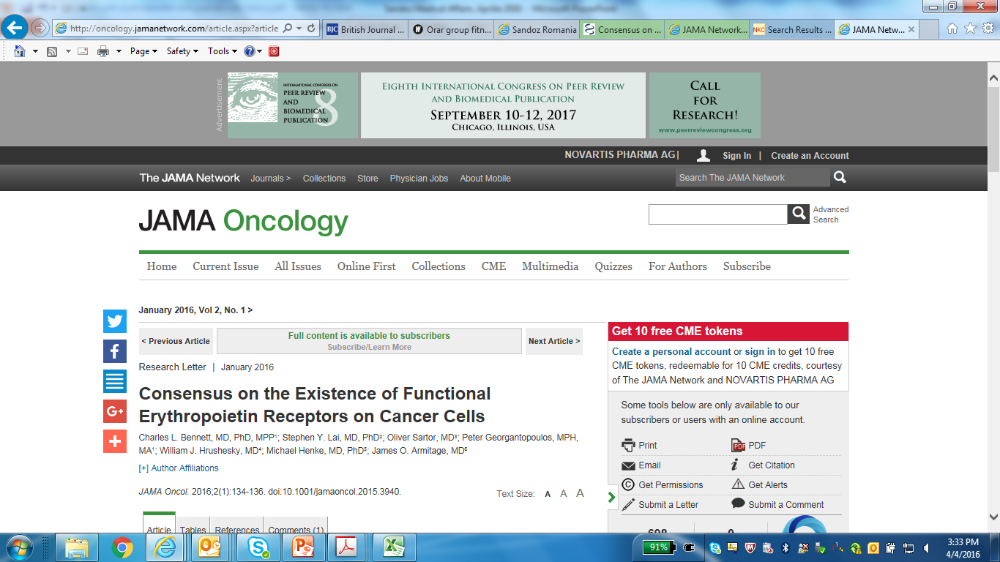 Sandoz Medical Affairs Aprilie 2016 - Microsoft PowerPoint
http://oncology.jamanetwork.com/article.aspx?article
BJC British Journal ...
W Orar group fitn...
Sandoz Romania
Consensus on ...
JAMA Network...
NKC Search Results ...
JAMA Netw...
Page
Safety
Tools
Advertisement
INTERNATIONAL CONGRESS ON
PEER REVIEW
AND
BIOMEDICAL
PUBLICATION
8
EIGHTH INTERNATIONAL CONGRESS ON PEER REVIEW
AND BIOMEDICAL PUBLICATION
SEPTEMBER 10-12, 2017
CHICAGO, ILLINOIS, USA
CALL
FOR
RESEARCH!
www.peerreviewcongress.org
NOVARTIS PHARMA AG|
Sign In | Create an Account
The JAMA Network
Journals >
Collections
Store
Physician Jobs
About Mobile
Search The JAMA Network
JAMA Oncology
Advanced
Search
Home
Current Issue
All Issues
Online First
Collections
CME
Multimedia
Quizzes
For Authors
Subscribe
January 2016, Vol 2, No. 1 >
< Previous Article
Full content is available to subscribers
Subscribe/Learn More
Next Article >
Research Letter | January 2016
Consensus on the Existence of Functional
Erythropoietin Receptors on Cancer Cells
Charles L. Bennett, MD, PhD, MPP¹; Stephen Y. Lai, MD, PhD²; Oliver Sartor, MD³; Peter Georgantopoulos, MPH,
MA¹; William J. Hrushesky, MD⁴; Michael Henke, MD, PhD⁵; James O. Armitage, MD⁶
[+] Author Affiliations
JAMA Oncol. 2016;2(1):134-136. doi:10.1001/jamaoncol.2015.3940.
Text Size: A A A
Article
Tables
References
Comments (1)
G+
Get 10 free CME tokens
Create a personal account or sign in to get 10 free
CME tokens, redeemable for 10 CME credits, courtesy
of The JAMA Network and NOVARTIS PHARMA AG
Some tools below are only available to our
subscribers or users with an online account.
Print
PDF PDF
Email
Get Citation
Get Permissions
Get Alerts
Submit a Letter
Submit a Comment
698
0
91%
3:33 PM
4/4/2016